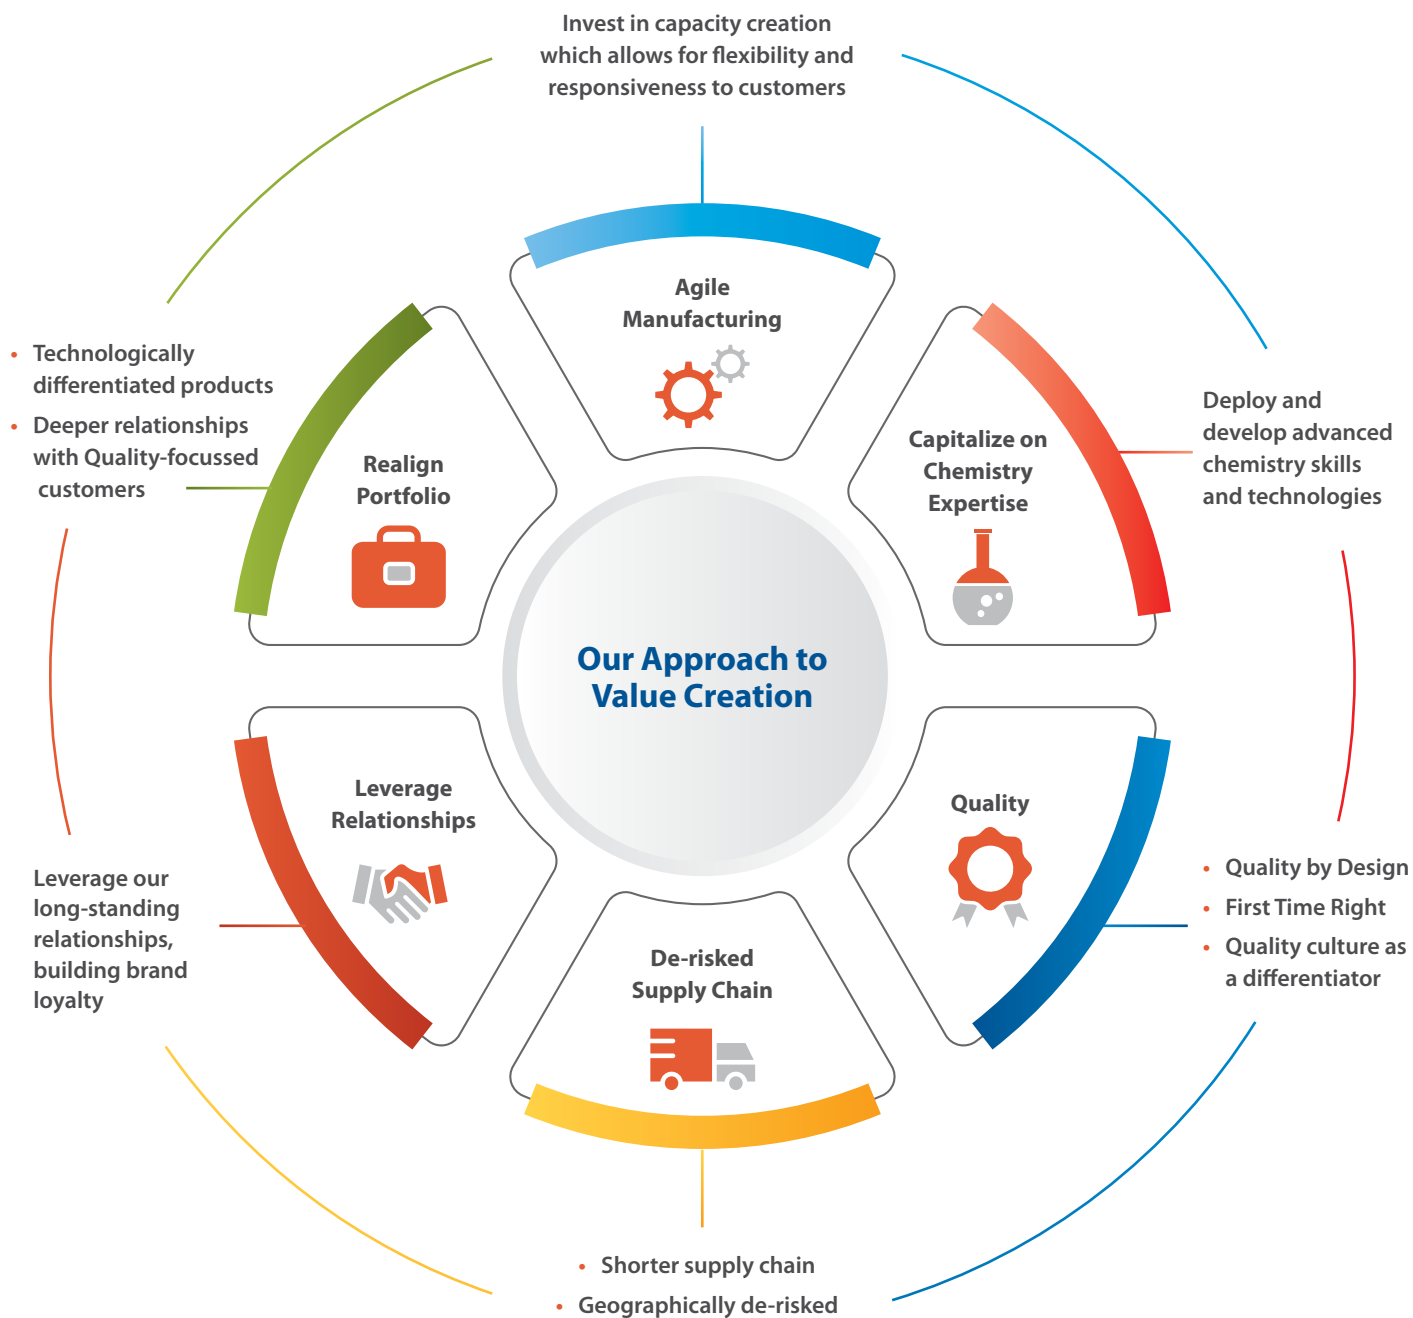 Invest in capacity creation
which allows for flexibility and
responsiveness to customers
Agile
Manufacturing
• Technologically
differentiated products
• Deeper relationships
with Quality-focussed
customers
Realign
Portfolio
Capitalize on
Chemistry
Expertise
Deploy and
develop advanced
chemistry skills
and technologies
Our Approach to
Value Creation
Leverage
Relationships
Quality
Leverage our
long-standing
relationships,
building brand
loyalty
• Quality by Design
• First Time Right
• Quality culture as
a differentiator
De-risked
Supply Chain
• Shorter supply chain
• Geographically de-risked